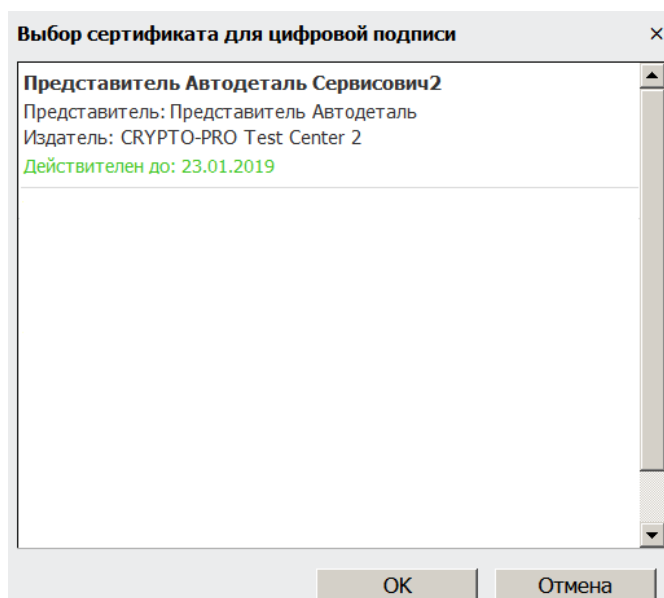 Выбор сертификата для цифровой подписи
Представитель Автодеталь Сервисович2
Представитель: Представитель Автодеталь
Издатель: CRYPTO-PRO Test Center 2
Действителен до: 23.01.2019
OK
Отмена